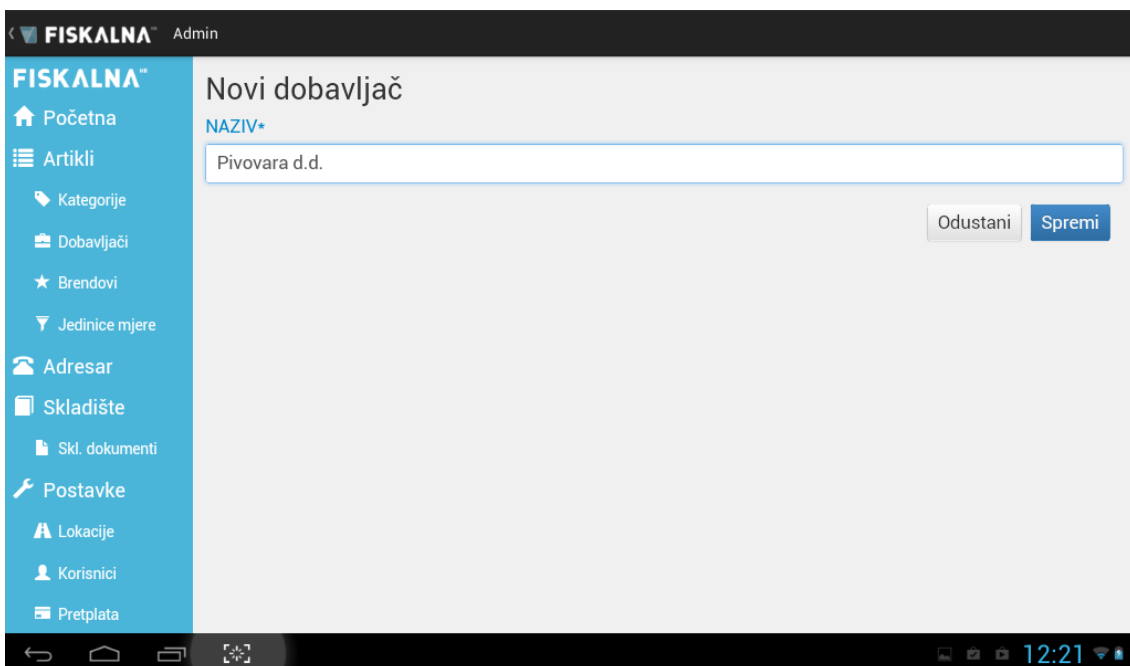 FISKALNA Admin
FISKALNA
Početna
Artikli
Kategorije
Dobavljači
Brendovi
Jedinice mjere
Adresar
Skladište
Skl. dokumenti
Postavke
Lokacije
Korisnici
Pretplata
Novi dobavljač
NAZIV*
Pivovara d.d.
Odustani Spremi
12:21